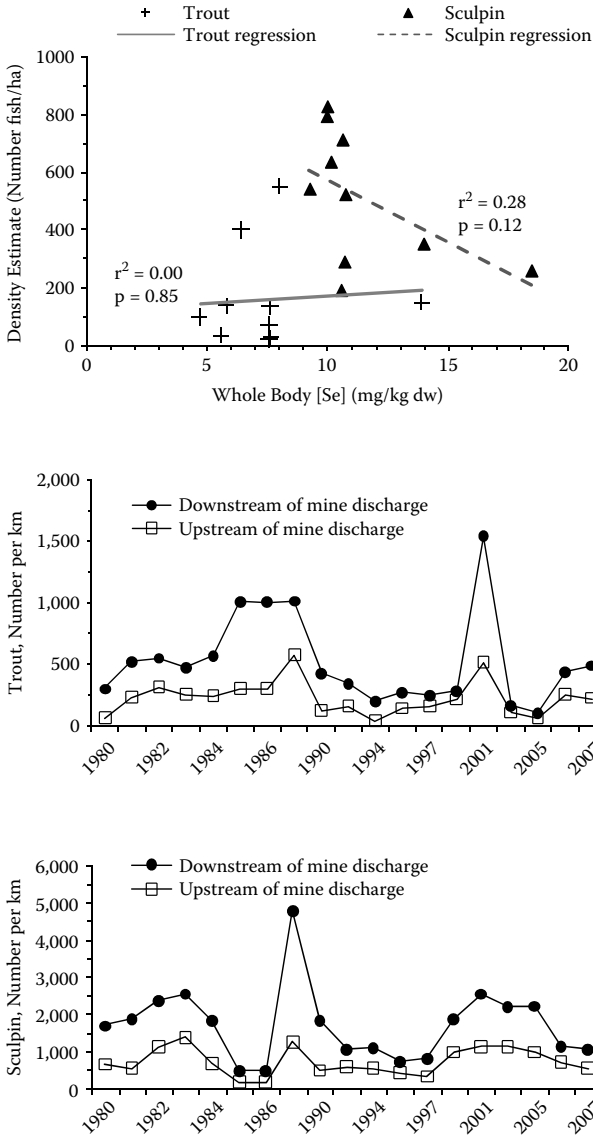 Trout Sculpin
Trout regression Sculpin regression
Density Estimate (Number fish/ha)
1000
800
600
400
200
0
r² = 0.28
p = 0.12
r² = 0.00
p = 0.85
0 5 10 15 20
Whole Body [Se] (mg/kg dw)
Trout, Number per km
2,000
1,500
1,000
500
0
Downstream of mine discharge
Upstream of mine discharge
1980 1982 1984 1986 1990 1994 1997 2001 2005 2007
Sculpin, Number per km
6,000
5,000
4,000
3,000
2,000
1,000
0
Downstream of mine discharge
Upstream of mine discharge
1980 1982 1984 1986 1990 1994 1997 2001 2005 2007